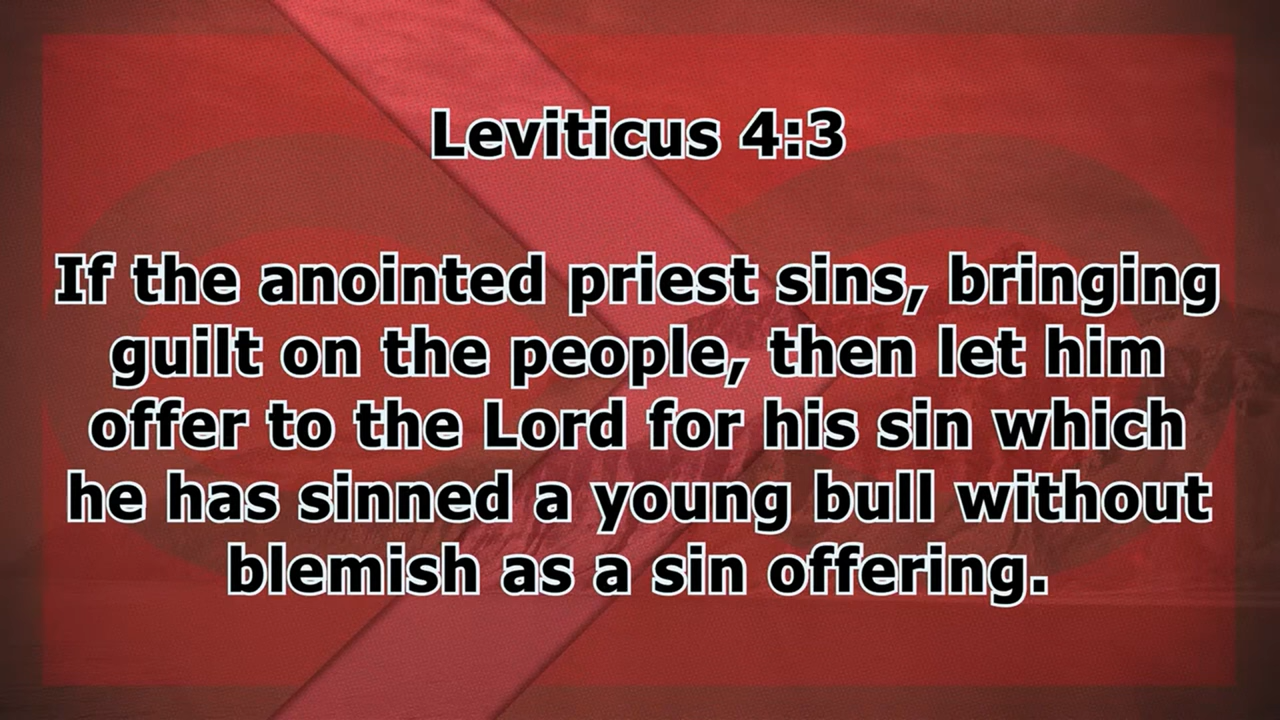 Leviticus 4:3
If the anointed priest sins, bringing
guilt on the people, then let him
offer to the Lord for his sin which
he has sinned a young bull without
blemish as a sin offering.